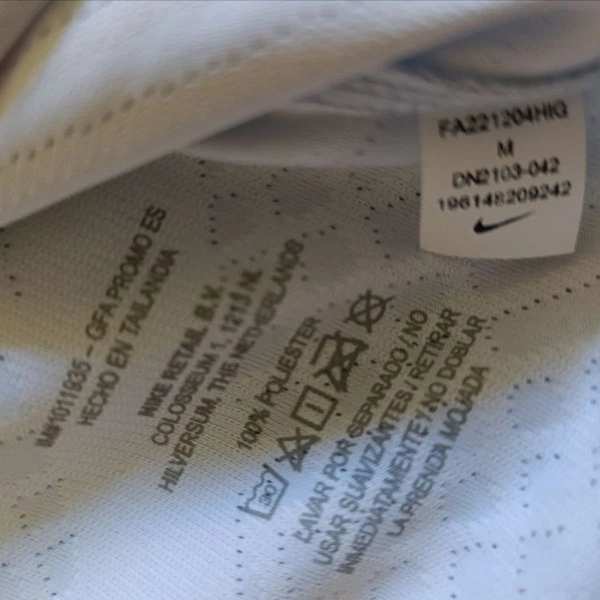 FA221204HIG
M
DN2103-042
196148209242
- GFA PROMO ES
HECHO EN TAILANDIA
NIKE RETAIL B.V.
COLOSSEUM 1, 1213 NL
HILVERSUM, THE NETHERLANDS
100% POLIESTER
30
LAVAR POR SEPARADO / NO
USAR SUAVIZANTES / RETIRAR
INMEDIATAMENTE / NO DOBLAR
LA PRENDA MOJADA